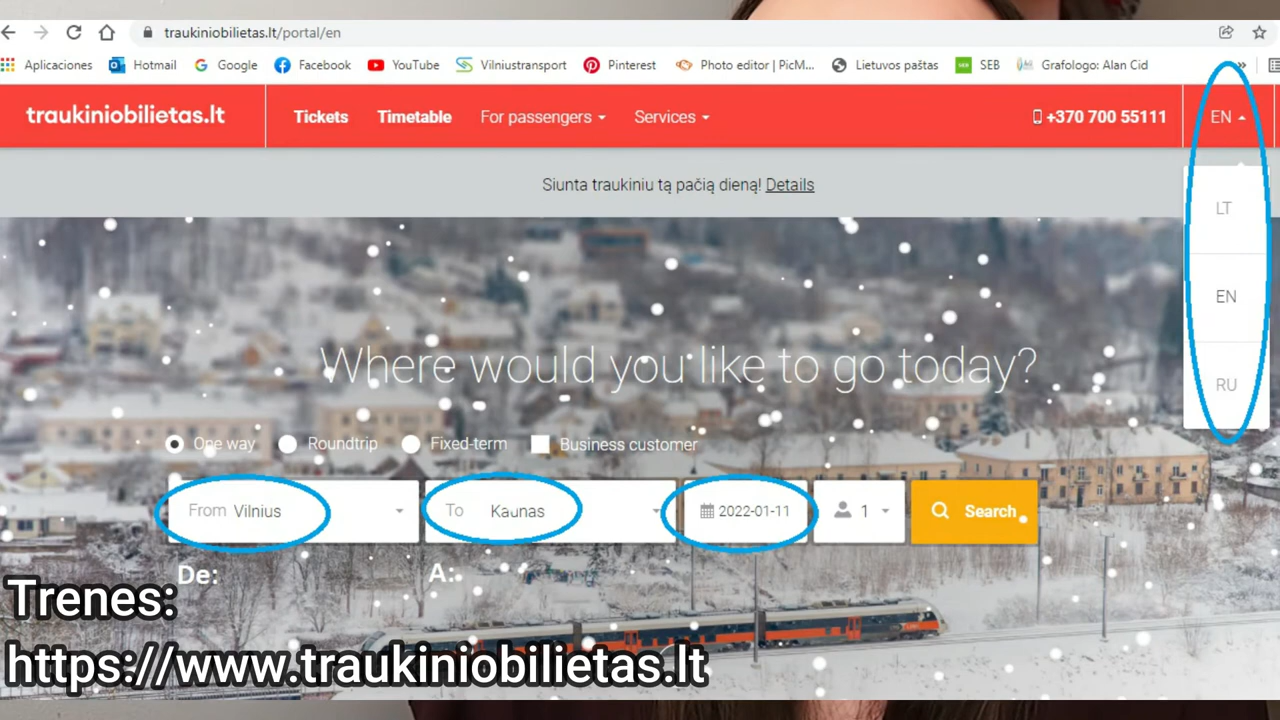 traukiniobilietas.lt/portal/en
Aplicaciones Hotmail Google Facebook YouTube Vilniustransport Pinterest Photo editor | PicM... Lietuvos paštas SEB Grafologo: Alan Cid »
traukiniobilietas.lt Tickets Timetable For passengers Services +370 700 55111 EN
Siunta traukiniu tą pačią dieną! Details
LT
EN
RU
Where would you like to go today?
One way Roundtrip Fixed-term Business customer
From Vilnius To Kaunas 2022-01-11 1 Search
De: A:
Trenes:
https://www.traukiniobilietas.lt